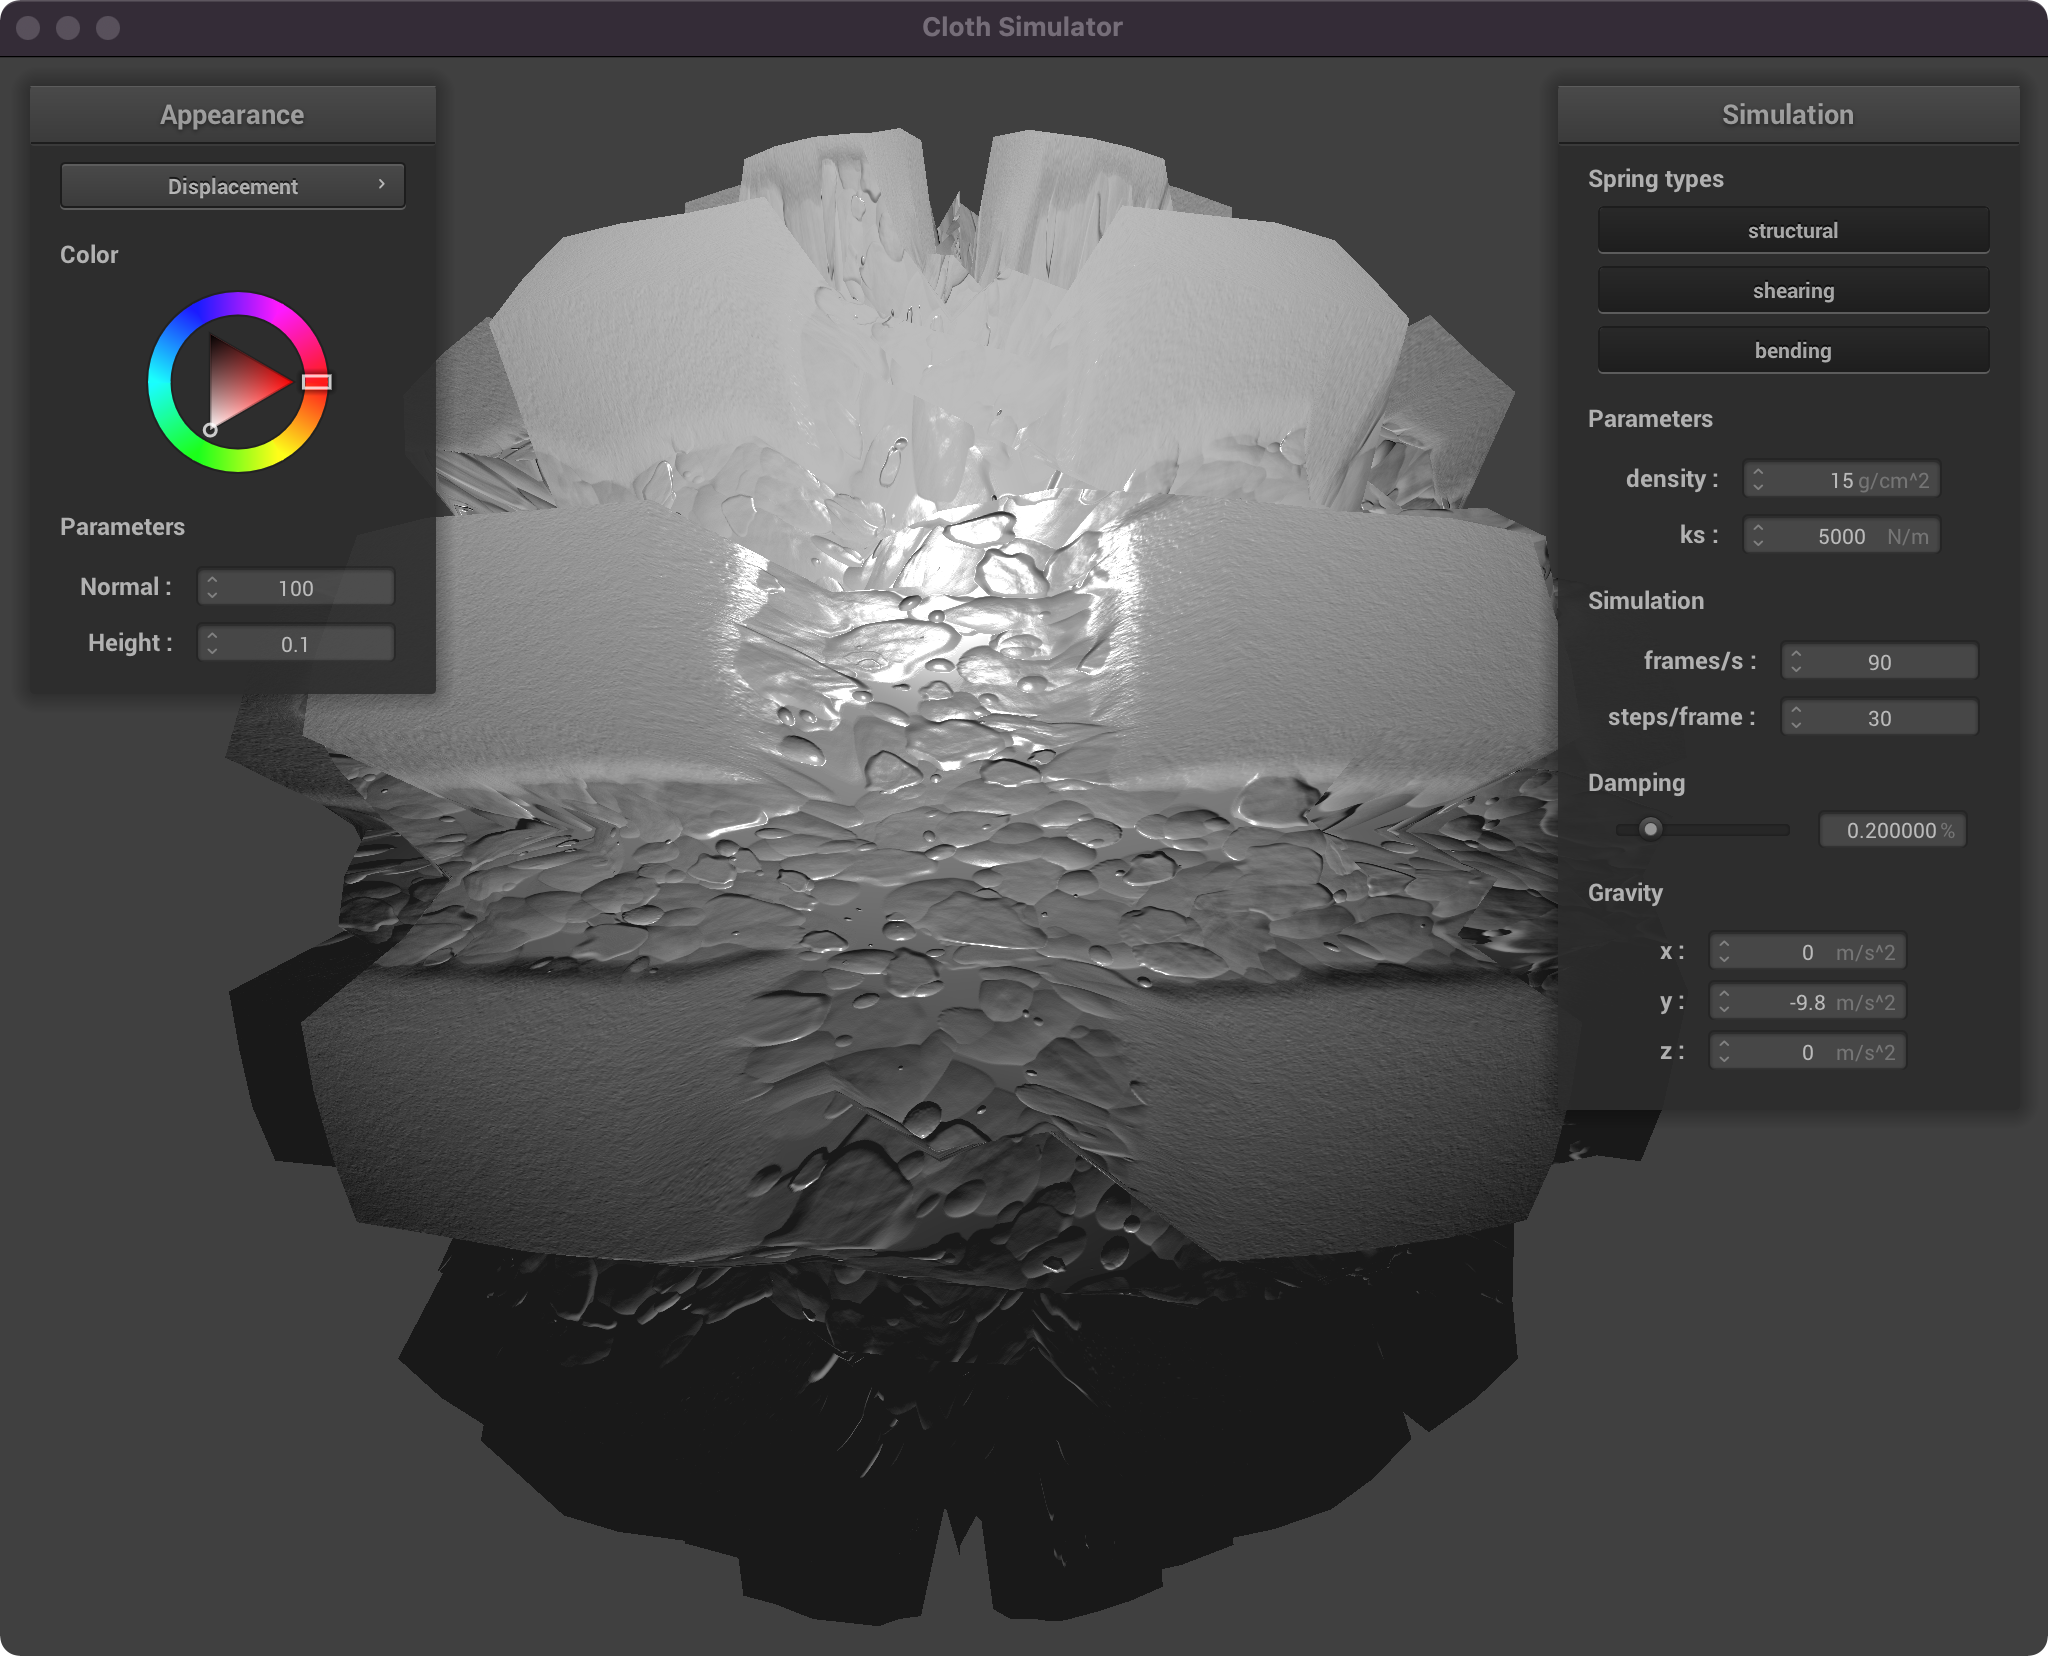 Cloth Simulator
Appearance
Displacement
Color
Parameters
Normal : 100
Height : 0.1
Simulation
Spring types
structural
shearing
bending
Parameters
density : 15 g/cm^2
ks : 5000 N/m
Simulation
frames/s : 90
steps/frame : 30
Damping
0.200000 %
Gravity
x : 0 m/s^2
y : -9.8 m/s^2
z : 0 m/s^2